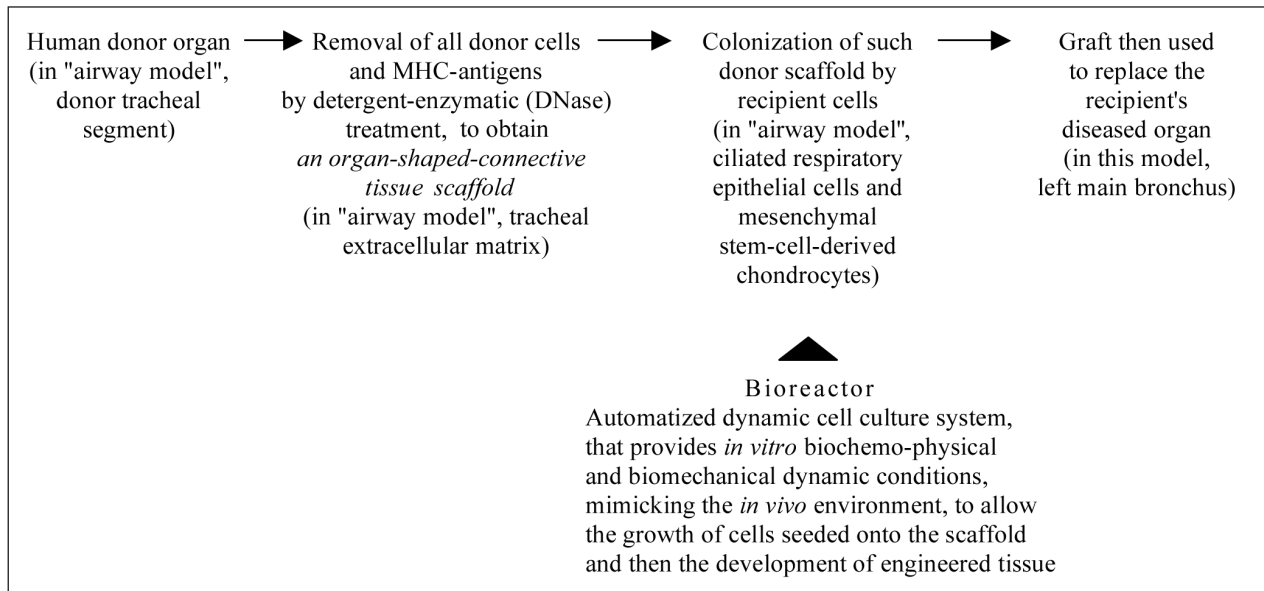 Human donor organ
(in "airway model",
donor tracheal
segment)
Removal of all donor cells
and MHC-antigens
by detergent-enzymatic (DNase)
treatment, to obtain
an organ-shaped-connective
tissue scaffold
(in "airway model", tracheal
extracellular matrix)
Colonization of such
donor scaffold by
recipient cells
(in "airway model",
ciliated respiratory
epithelial cells and
mesenchymal
stem-cell-derived
chondrocytes)
Graft then used
to replace the
recipient's
diseased organ
(in this model,
left main bronchus)
Bioreactor
Automatized dynamic cell culture system,
that provides in vitro biochemo-physical
and biomechanical dynamic conditions,
mimicking the in vivo environment, to allow
the growth of cells seeded onto the scaffold
and then the development of engineered tissue